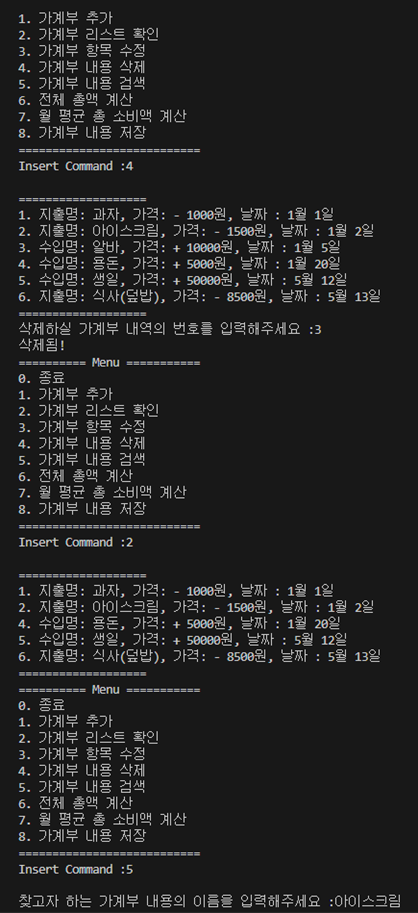 1. 가계부 추가
2. 가계부 리스트 확인
3. 가계부 항목 수정
4. 가계부 내용 삭제
5. 가계부 내용 검색
6. 전체 총액 계산
7. 월 평균 총 소비액 계산
8. 가계부 내용 저장
===========================
Insert Command :4
===================
1. 지출명: 과자, 가격: - 1000원, 날짜 : 1월 1일
2. 지출명: 아이스크림, 가격: - 1500원, 날짜 : 1월 2일
3. 수입명: 알바, 가격: + 10000원, 날짜 : 1월 5일
4. 수입명: 용돈, 가격: + 5000원, 날짜 : 1월 20일
5. 수입명: 생일, 가격: + 50000원, 날짜 : 5월 12일
6. 지출명: 식사(덮밥), 가격: - 8500원, 날짜 : 5월 13일
===================
삭제하실 가계부 내역의 번호를 입력해주세요 :3
삭제됨!
========== Menu ===========
0. 종료
1. 가계부 추가
2. 가계부 리스트 확인
3. 가계부 항목 수정
4. 가계부 내용 삭제
5. 가계부 내용 검색
6. 전체 총액 계산
7. 월 평균 총 소비액 계산
8. 가계부 내용 저장
===========================
Insert Command :2
===================
1. 지출명: 과자, 가격: - 1000원, 날짜 : 1월 1일
2. 지출명: 아이스크림, 가격: - 1500원, 날짜 : 1월 2일
4. 수입명: 용돈, 가격: + 5000원, 날짜 : 1월 20일
5. 수입명: 생일, 가격: + 50000원, 날짜 : 5월 12일
6. 지출명: 식사(덮밥), 가격: - 8500원, 날짜 : 5월 13일
===================
========== Menu ===========
0. 종료
1. 가계부 추가
2. 가계부 리스트 확인
3. 가계부 항목 수정
4. 가계부 내용 삭제
5. 가계부 내용 검색
6. 전체 총액 계산
7. 월 평균 총 소비액 계산
8. 가계부 내용 저장
===========================
Insert Command :5
찾고자 하는 가계부 내용의 이름을 입력해주세요 :아이스크림